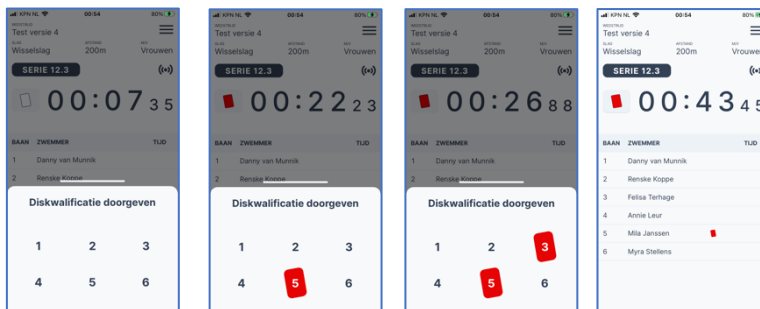 KPN NL 00:54 80%
WEDSTRIJD
Test versie 4
SLAG AFSTAND MIX
Wisselslag 200m Vrouwen
SERIE 12.3
00:07 35
BAAN ZWEMMER TIJD
1 Danny van Munnik
2 Renske Koppe
Diskwalificatie doorgeven
1 2 3
4 5 6
KPN NL 00:54 80%
WEDSTRIJD
Test versie 4
SLAG AFSTAND
Wisselslag 200m Vrouwen
SERIE 12.3
00:22 23
BAAN ZWEMMER TIJD
1 Danny van Munnik
2 Renske Koppe
Diskwalificatie doorgeven
1 2 3
4 5 6
KPN NL 00:54 80%
WEDSTRIJD
Test versie 4
SLAG AFSTAND
Wisselslag 200m Vrouwen
SERIE 12.3
00:26 88
BAAN ZWEMMER TIJD
1 Danny van Munnik
2 Renske Koppe
Diskwalificatie doorgeven
1 2 3
4 5 6
KPN NL 00:54 80%
WEDSTRIJD
Test versie 4
SLAG AFSTAND
Wisselslag 200m Vrouwen
SERIE 12.3
00:43 45
BAAN ZWEMMER TIJD
1 Danny van Munnik
2 Renske Koppe
3 Felisa Terhage
4 Annie Leur
5 Mila Janssen
6 Myra Stellens